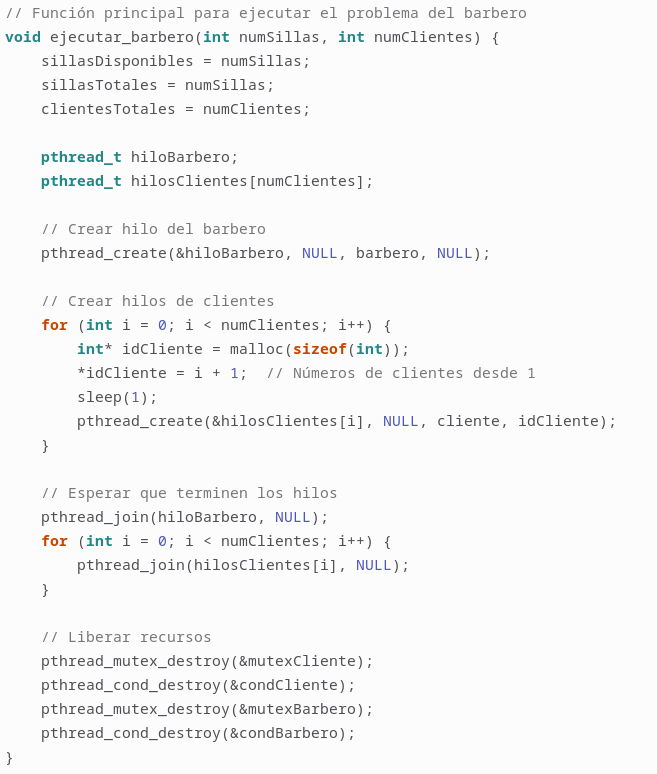 // Función principal para ejecutar el problema del barbero
void ejecutar_barbero(int numSillas, int numClientes) {
    sillasDisponibles = numSillas;
    sillasTotales = numSillas;
    clientesTotales = numClientes;

    pthread_t hiloBarbero;
    pthread_t hilosClientes[numClientes];

    // Crear hilo del barbero
    pthread_create(&hiloBarbero, NULL, barbero, NULL);

    // Crear hilos de clientes
    for (int i = 0; i < numClientes; i++) {
        int* idCliente = malloc(sizeof(int));
        *idCliente = i + 1;  // Números de clientes desde 1
        sleep(1);
        pthread_create(&hilosClientes[i], NULL, cliente, idCliente);
    }

    // Esperar que terminen los hilos
    pthread_join(hiloBarbero, NULL);
    for (int i = 0; i < numClientes; i++) {
        pthread_join(hilosClientes[i], NULL);
    }

    // Liberar recursos
    pthread_mutex_destroy(&mutexCliente);
    pthread_cond_destroy(&condCliente);
    pthread_mutex_destroy(&mutexBarbero);
    pthread_cond_destroy(&condBarbero);
}